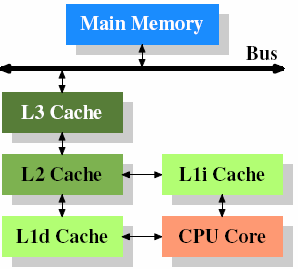 Main Memory
Bus
L3 Cache
L2 Cache
L1i Cache
L1d Cache
CPU Core